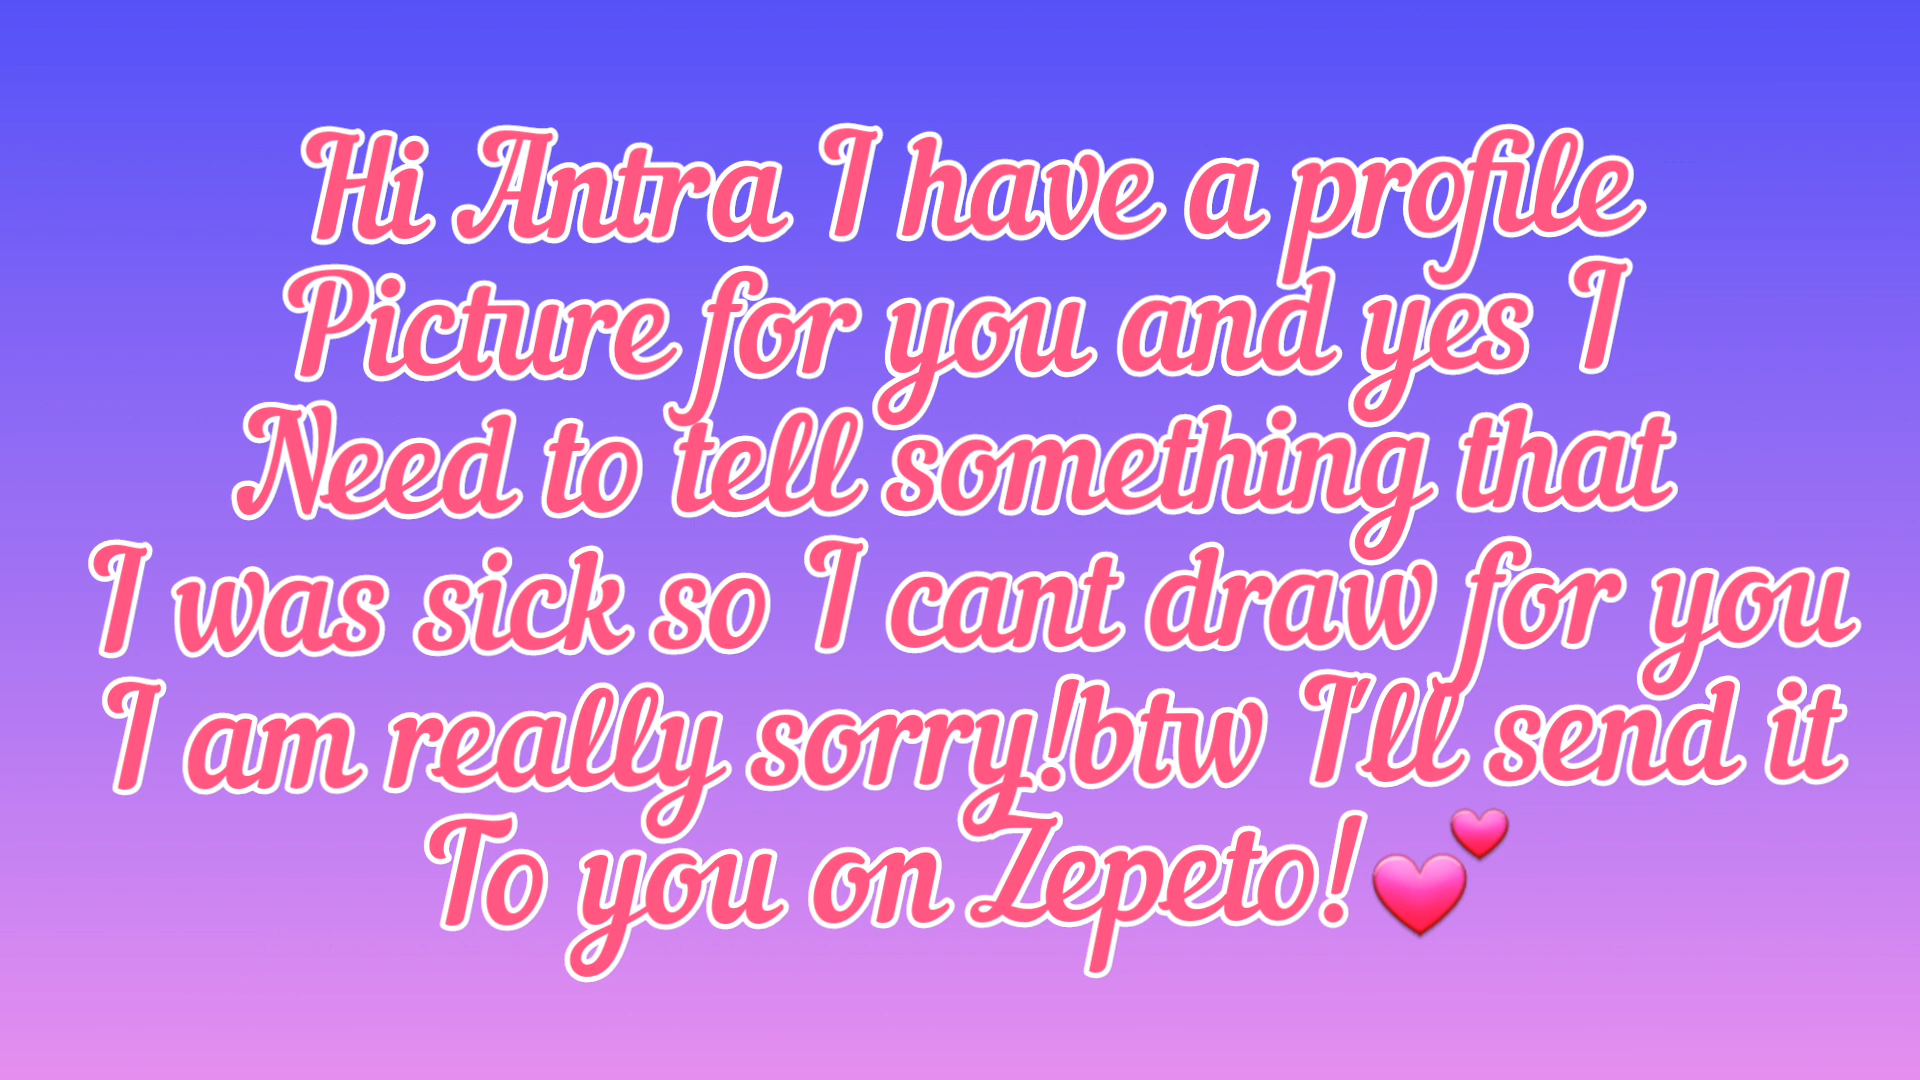 Hi Antra I have a profile
Picture for you and yes I
Need to tell something that
I was sick so I cant draw for you
I am really sorry!btw I'll send it
To you on Zepeto! 💕